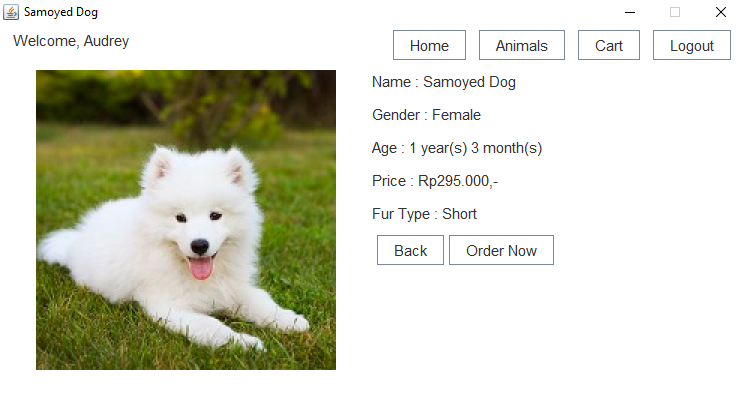 Samoyed Dog
Welcome, Audrey
Home Animals Cart Logout
Name : Samoyed Dog
Gender : Female
Age : 1 year(s) 3 month(s)
Price : Rp295.000,-
Fur Type : Short
Back Order Now